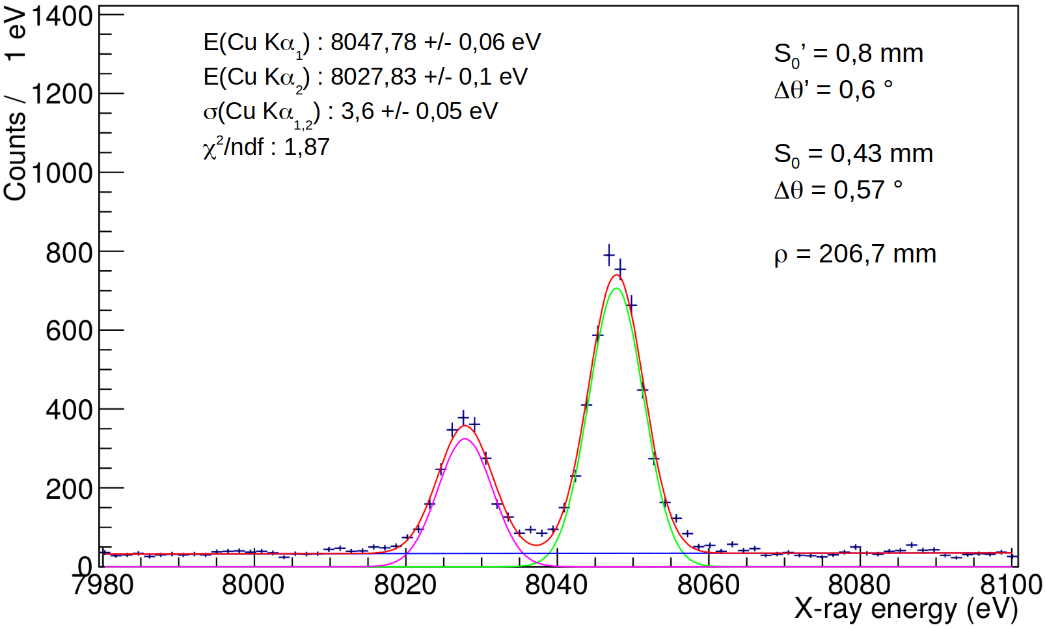 1400
1200
1000
800
600
400
200
0
Counts / 1 eV
E(Cu Kα₁) : 8047,78 +/- 0,06 eV
E(Cu Kα₂) : 8027,83 +/- 0,1 eV
σ(Cu Kα₁,₂) : 3,6 +/- 0,05 eV
χ²/ndf : 1,87
S₀’ = 0,8 mm
Δθ’ = 0,6 °
S₀ = 0,43 mm
Δθ = 0,57 °
ρ = 206,7 mm
7980 8000 8020 8040 8060 8080 8100
X-ray energy (eV)